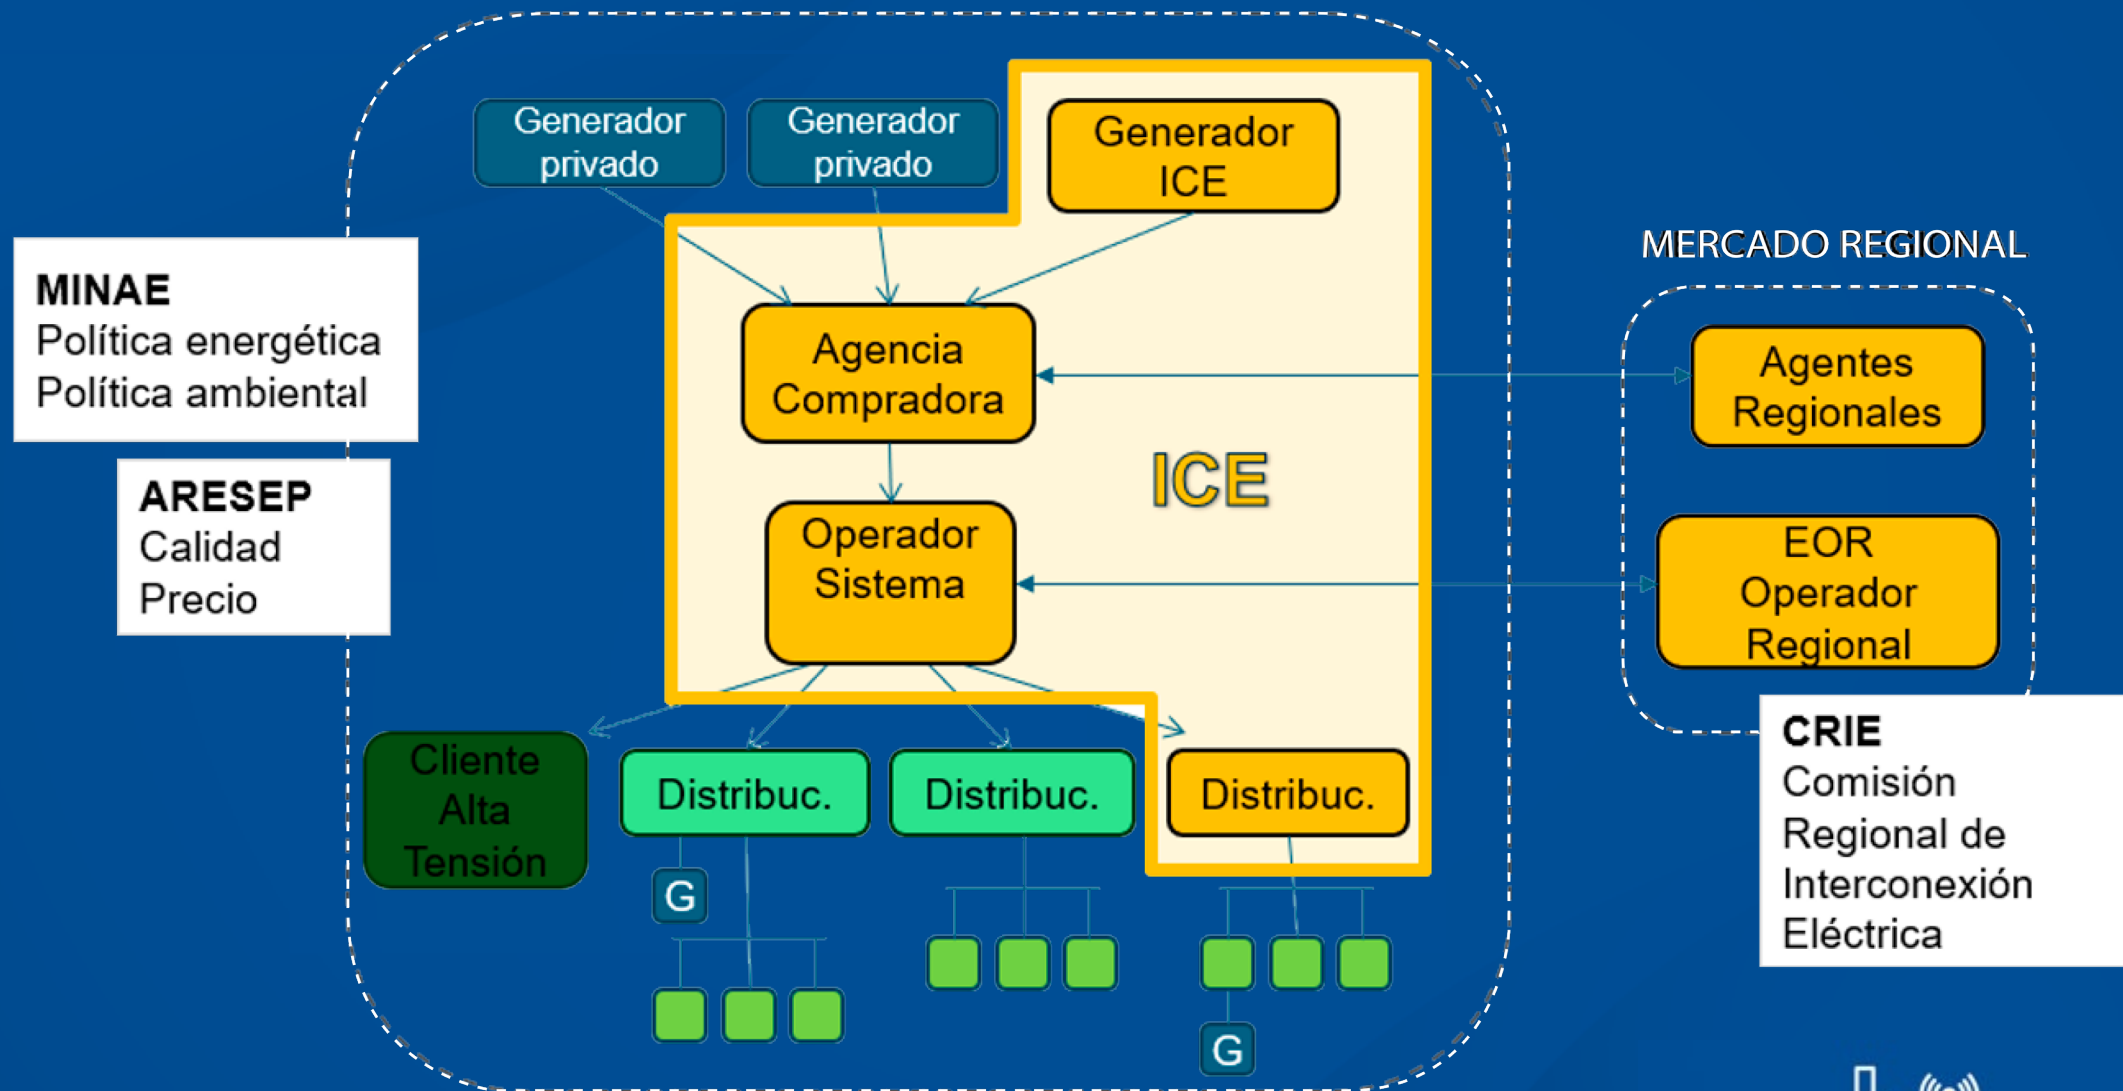 Generador
privado
Generador
privado
Generador
ICE
MINAE
Política energética
Política ambiental
ARESEP
Calidad
Precio
Agencia
Compradora
ICE
Operador
Sistema
MERCADO REGIONAL
Agentes
Regionales
EOR
Operador
Regional
CRIE
Comisión
Regional de
Interconexión
Eléctrica
Cliente
Alta
Tensión
Distribuc.
Distribuc.
Distribuc.
G
G